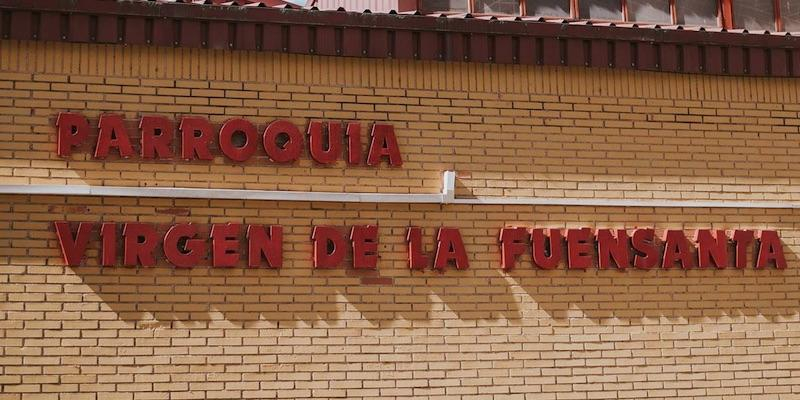 PARROQUIA
VIRGEN DE LA FUENSANTA